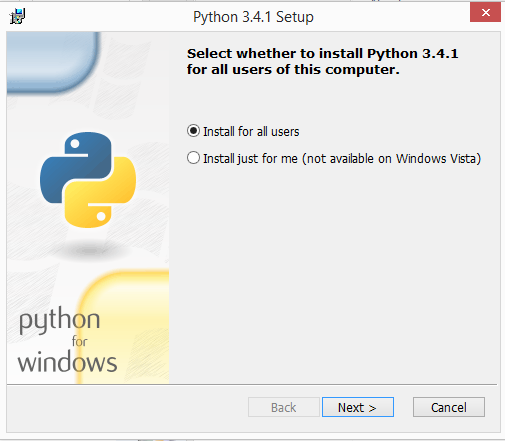 Python 3.4.1 Setup
Select whether to install Python 3.4.1
for all users of this computer.
Install for all users
Install just for me (not available on Windows Vista)
python
for
windows
Back
Next >
Cancel